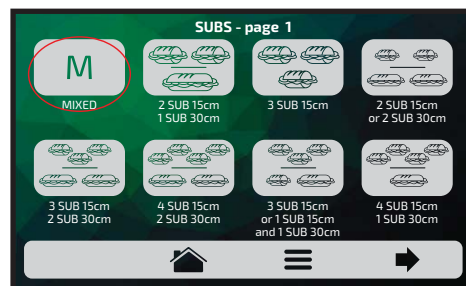 SUBS - page 1
M
MIXED
2 SUB 15cm
1 SUB 30cm
3 SUB 15cm
2 SUB 15cm
or 2 SUB 30cm
3 SUB 15cm
2 SUB 30cm
4 SUB 15cm
2 SUB 30cm
3 SUB 15cm
or 1 SUB 15cm
and 1 SUB 30cm
4 SUB 15cm
1 SUB 30cm